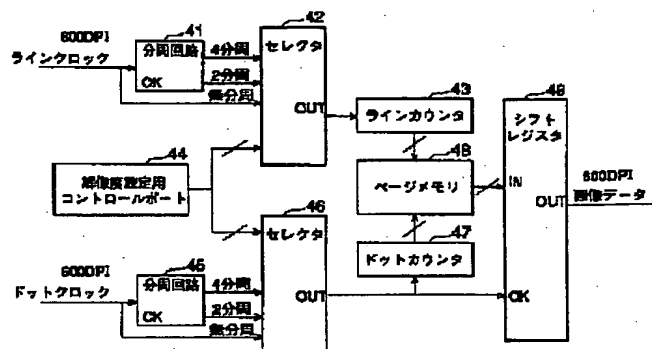 600DPI
ラインクロック
41
分周回路
CK
4分周
2分周
無分周
42
セレクタ
OUT
43
ラインカウンタ
49
シフト
レジスタ
IN
OUT
CK
600DPI
画像データ
44
解像度設定用
コントロールポート
48
ページメモリ
46
セレクタ
OUT
47
ドットカウンタ
600DPI
ドットクロック
45
分周回路
CK
4分周
2分周
無分周